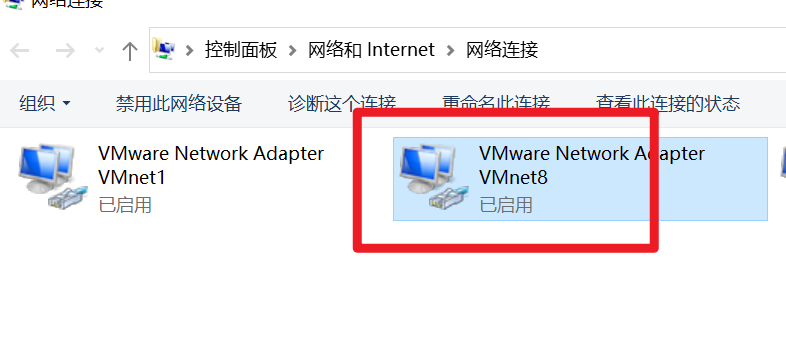 网络连接
控制面板 网络和 Internet 网络连接
组织 禁用此网络设备 诊断这个连接 重命名此连接 查看此连接的状态
VMware Network Adapter
VMnet1
已启用
VMware Network Adapter
VMnet8
已启用